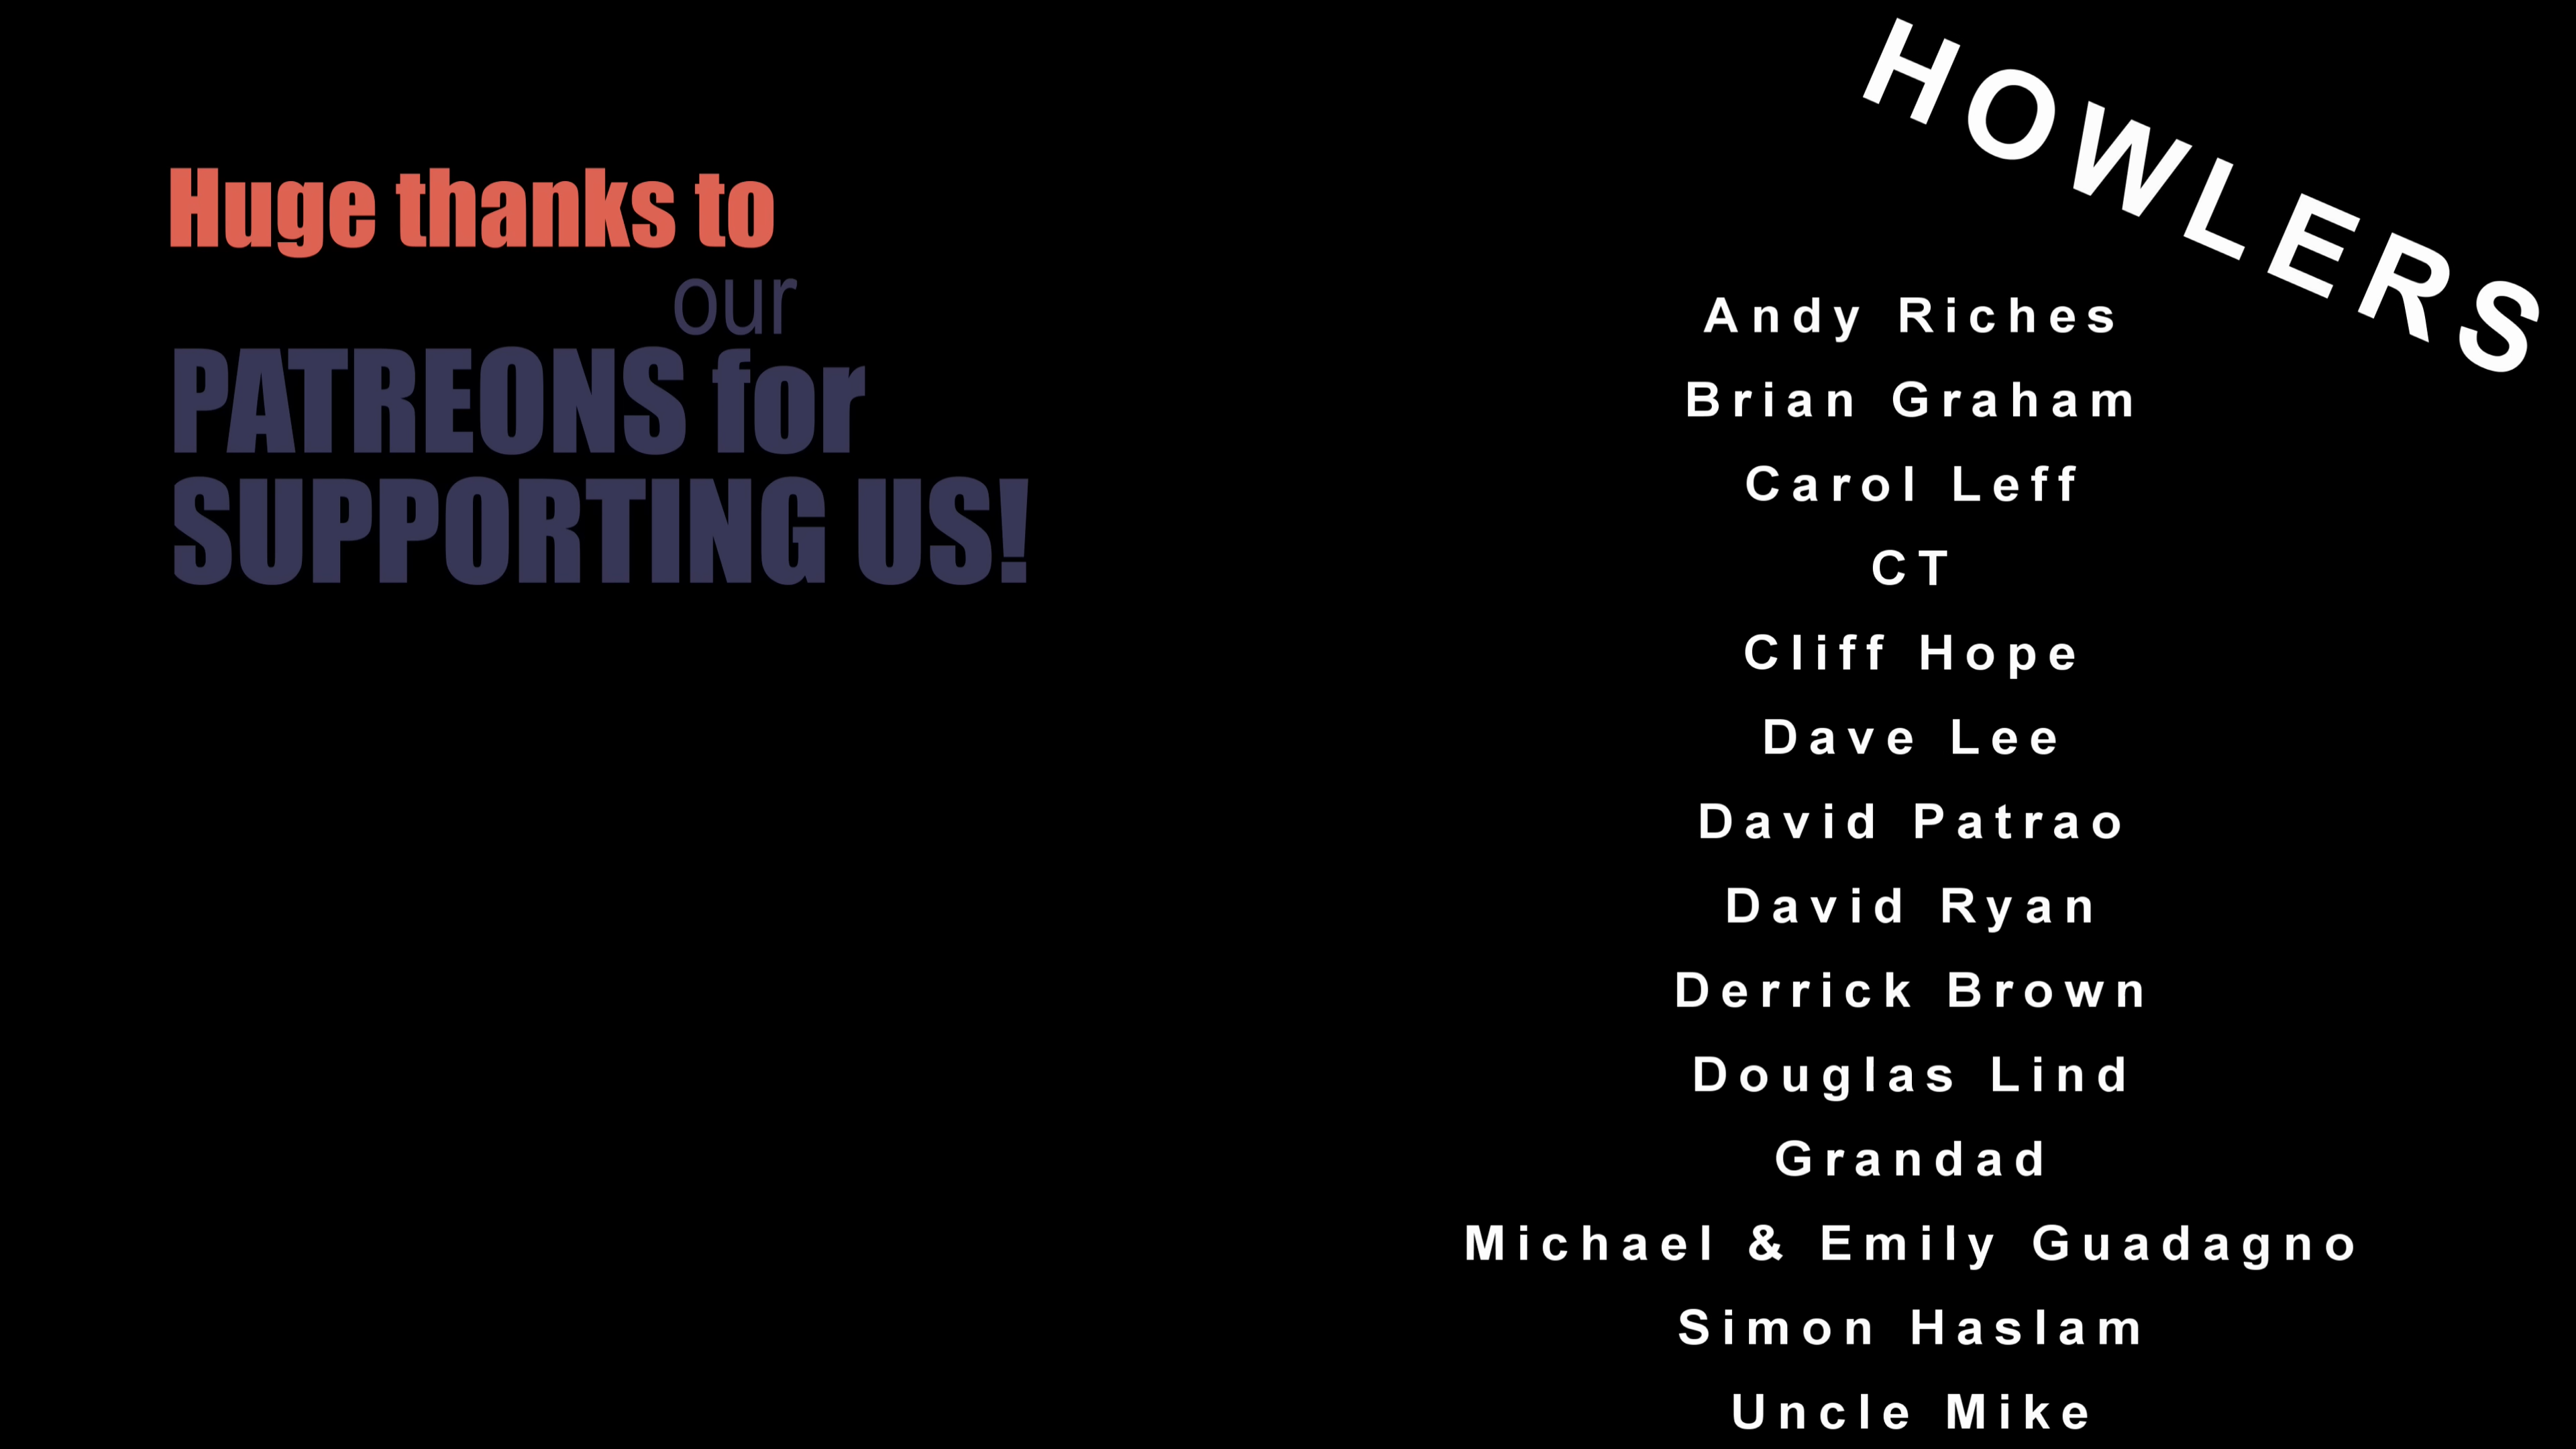 Huge thanks to
our
PATREONS for
SUPPORTING US!
HOWLERS
Andy Riches
Brian Graham
Carol Leff
CT
Cliff Hope
Dave Lee
David Patrao
David Ryan
Derrick Brown
Douglas Lind
Grandad
Michael & Emily Guadagno
Simon Haslam
Uncle Mike